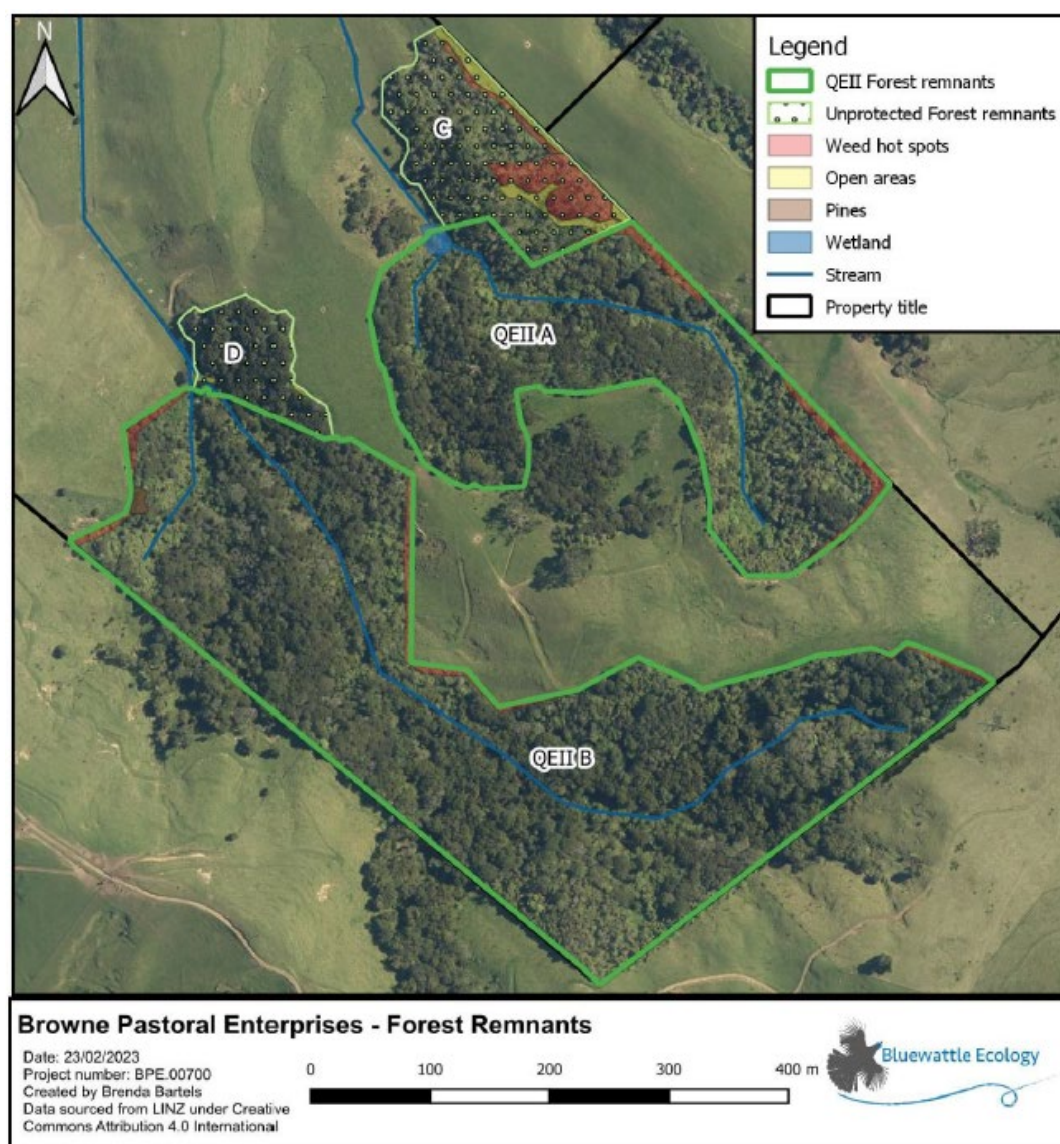 N
Legend
QEII Forest remnants
Unprotected Forest remnants
Weed hot spots
Open areas
Pines
Wetland
Stream
Property title
C
QEII A
D
QEII B
Browne Pastoral Enterprises - Forest Remnants
Date: 23/02/2023
Project number: BPE.00700
Created by Brenda Bartels
Data sourced from LINZ under Creative
Commons Attribution 4.0 International
0 100 200 300 400 m
Bluewattle Ecology